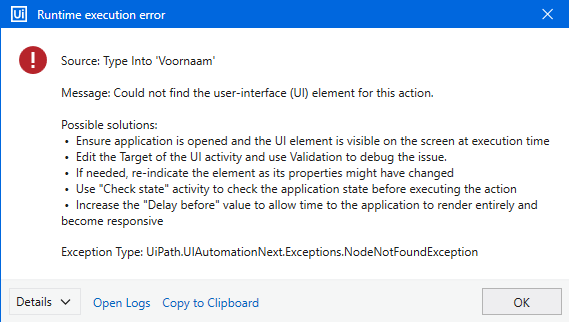 Ui Runtime execution error
Source: Type Into 'Voornaam'
Message: Could not find the user-interface (UI) element for this action.
Possible solutions:
• Ensure application is opened and the UI element is visible on the screen at execution time
• Edit the Target of the UI activity and use Validation to debug the issue.
• If needed, re-indicate the element as its properties might have changed
• Use "Check state" activity to check the application state before executing the action
• Increase the "Delay before" value to allow time to the application to render entirely and
become responsive
Exception Type: UiPath.UIAutomationNext.Exceptions.NodeNotFoundException
Details Open Logs Copy to Clipboard OK